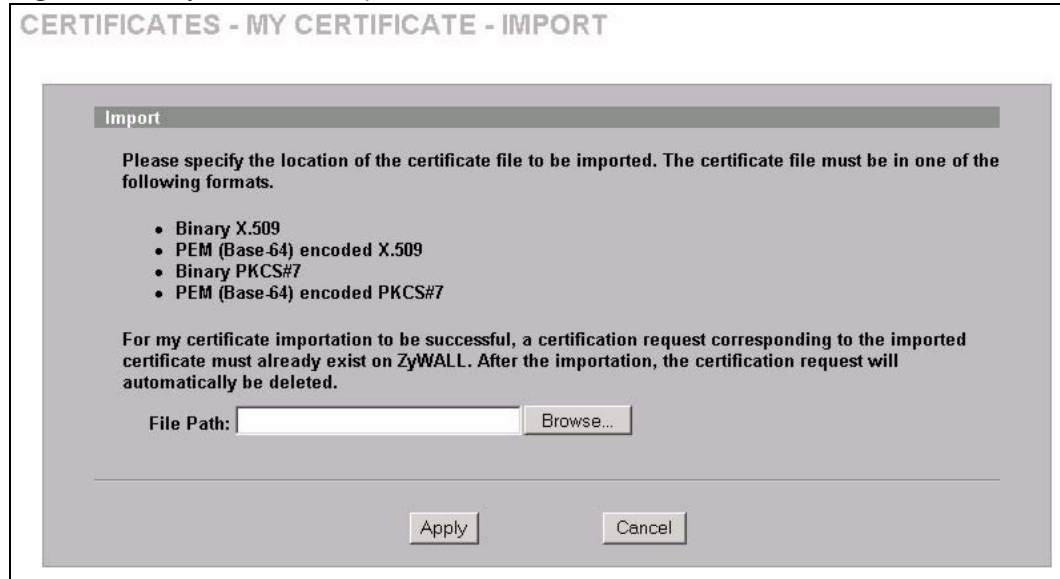 CERTIFICATES - MY CERTIFICATE - IMPORT
Import
Please specify the location of the certificate file to be imported. The certificate file must be in one of the
following formats.
• Binary X.509
• PEM (Base-64) encoded X.509
• Binary PKCS#7
• PEM (Base-64) encoded PKCS#7
For my certificate importation to be successful, a certification request corresponding to the imported
certificate must already exist on ZyWALL. After the importation, the certification request will
automatically be deleted.
File Path: Browse...
Apply Cancel